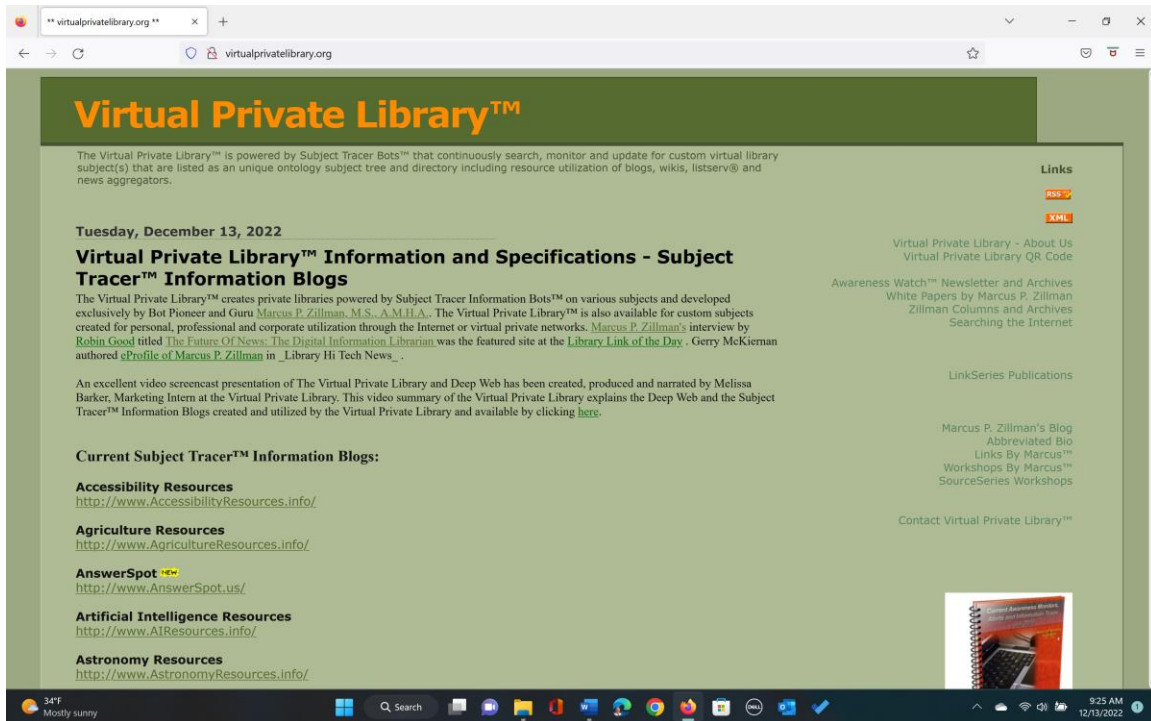 ** virtualprivatelibrary.org **
virtualprivatelibrary.org
Virtual Private Library™
The Virtual Private Library™ is powered by Subject Tracer Bots™ that continuously search, monitor and update for custom virtual library
subject(s) that are listed as an unique ontology subject tree and directory including resource utilization of blogs, wikis, listserv® and
news aggregators.
Tuesday, December 13, 2022
Virtual Private Library™ Information and Specifications - Subject
Tracer™ Information Blogs
The Virtual Private Library™ creates private libraries powered by Subject Tracer Information Bots™ on various subjects and developed
exclusively by Bot Pioneer and Guru Marcus P. Zillman, M.S., A.M.H.A.. The Virtual Private Library™ is also available for custom subjects
created for personal, professional and corporate utilization through the Internet or virtual private networks. Marcus P. Zillman's interview by
Robin Good titled The Future Of News: The Digital Information Librarian was the featured site at the Library Link of the Day . Gerry McKiernan
authored eProfile of Marcus P. Zillman in _Library Hi Tech News_ .
An excellent video screencast presentation of The Virtual Private Library and Deep Web has been created, produced and narrated by Melissa
Barker, Marketing Intern at the Virtual Private Library. This video summary of the Virtual Private Library explains the Deep Web and the Subject
Tracer™ Information Blogs created and utilized by the Virtual Private Library and available by clicking here.
Current Subject Tracer™ Information Blogs:
Accessibility Resources
http://www.AccessibilityResources.info/
Agriculture Resources
http://www.AgricultureResources.info/
AnswerSpot NEW
http://www.AnswerSpot.us/
Artificial Intelligence Resources
http://www.AIResources.info/
Astronomy Resources
http://www.AstronomyResources.info/
Links
RSS
XML
Virtual Private Library - About Us
Virtual Private Library QR Code
Awareness Watch™ Newsletter and Archives
White Papers by Marcus P. Zillman
Zillman Columns and Archives
Searching the Internet
LinkSeries Publications
Marcus P. Zillman's Blog
Abbreviated Bio
Links By Marcus™
Workshops By Marcus™
SourceSeries Workshops
Contact Virtual Private Library™
Current Awareness Monitors,
Alerts and Information Traps
34°F
Mostly sunny
Search
DELL
9:25 AM
12/13/2022
1